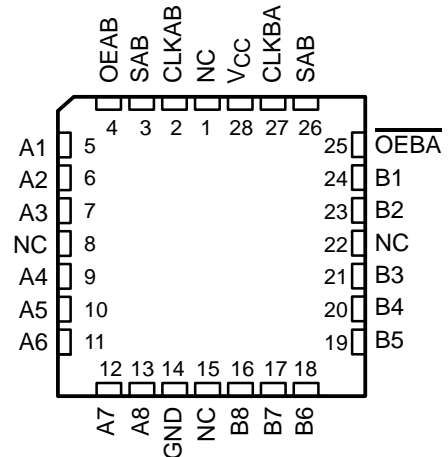 OEAB SAB CLKAB NC VCC CLKBA SAB
4 3 2 1 28 27 26
A1 5 25 OEBA
A2 6 24 B1
A3 7 23 B2
NC 8 22 NC
A4 9 21 B3
A5 10 20 B4
A6 11 19 B5
12 13 14 15 16 17 18
A7 A8 GND NC B8 B7 B6